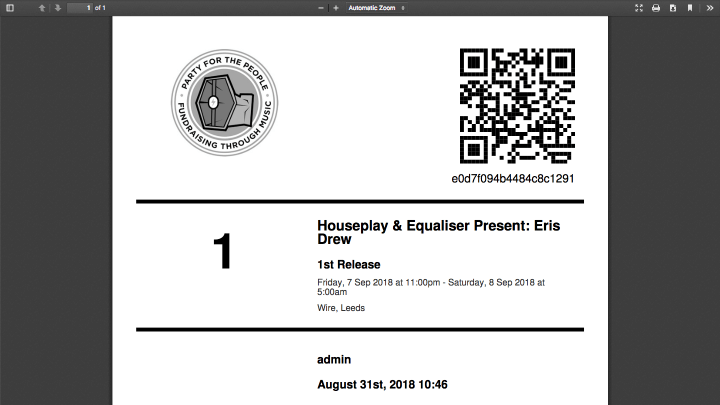 1 of 1
Automatic Zoom
PARTY FOR THE PEOPLE
FUNDRAISING THROUGH MUSIC
e0d7f094b4484c8c1291
1
Houseplay & Equaliser Present: Eris
Drew
1st Release
Friday, 7 Sep 2018 at 11:00pm - Saturday, 8 Sep 2018 at
5:00am
Wire, Leeds
admin
August 31st, 2018 10:46